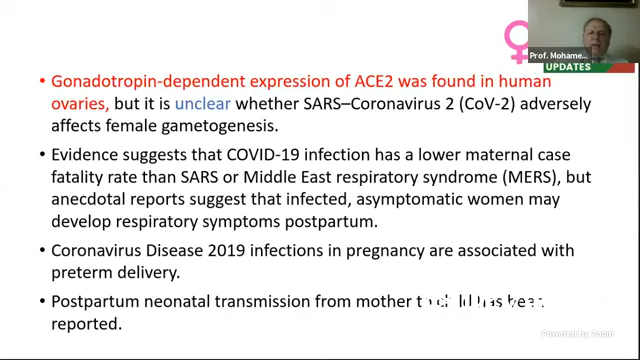 Prof. Mohame...
UPDATES
• Gonadotropin-dependent expression of ACE2 was found in human
ovaries, but it is unclear whether SARS–Coronavirus 2 (CoV-2) adversely
affects female gametogenesis.
• Evidence suggests that COVID-19 infection has a lower maternal case
fatality rate than SARS or Middle East respiratory syndrome (MERS), but
anecdotal reports suggest that infected, asymptomatic women may
develop respiratory symptoms postpartum.
• Coronavirus Disease 2019 infections in pregnancy are associated with
preterm delivery.
• Postpartum neonatal transmission from mother to child has been
reported.
Powered by Zoom